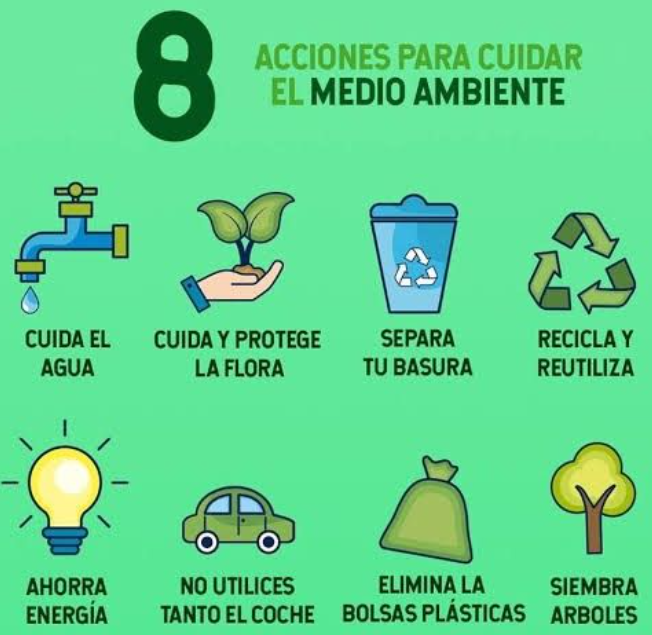 8
ACCIONES PARA CUIDAR
EL MEDIO AMBIENTE
CUIDA EL
AGUA
CUIDA Y PROTEGE
LA FLORA
SEPARA
TU BASURA
RECICLA Y
REUTILIZA
AHORRA
ENERGÍA
NO UTILICES
TANTO EL COCHE
ELIMINA LA
BOLSAS PLÁSTICAS
SIEMBRA
ARBOLES